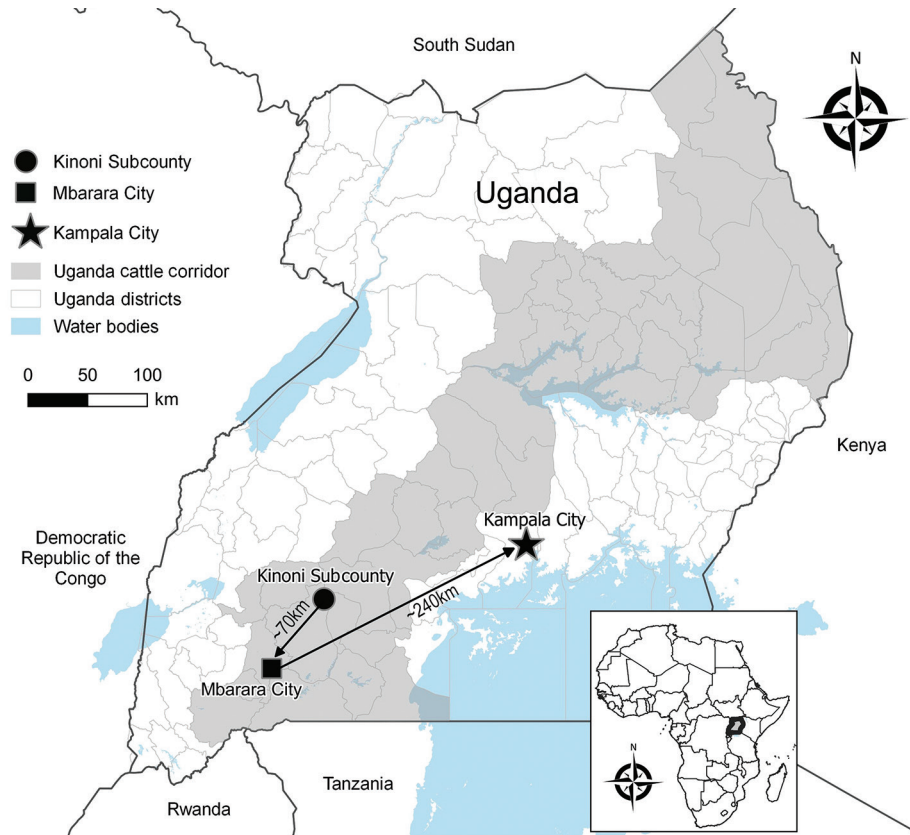 South Sudan
N
Kinoni Subcounty
Mbarara City
Kampala City
Uganda cattle corridor
Uganda districts
Water bodies
0 50 100
km
Uganda
Kenya
Democratic
Republic of the
Congo
Kampala City
Kinoni Subcounty
~70km
~240km
Mbarara City
Tanzania
Rwanda
N